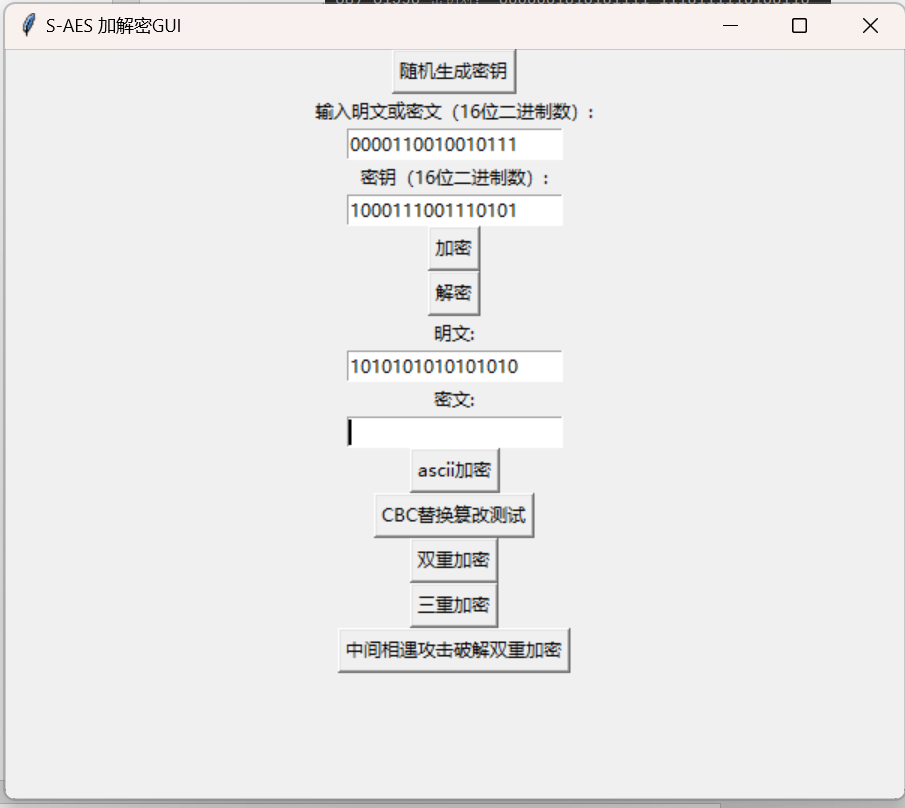 S-AES 加解密GUI
随机生成密钥
输入明文或密文（16位二进制数）:
0000110010010111
密钥（16位二进制数）:
1000111001110101
加密
解密
明文:
1010101010101010
密文:
ascii加密
CBC替换篡改测试
双重加密
三重加密
中间相遇攻击破解双重加密